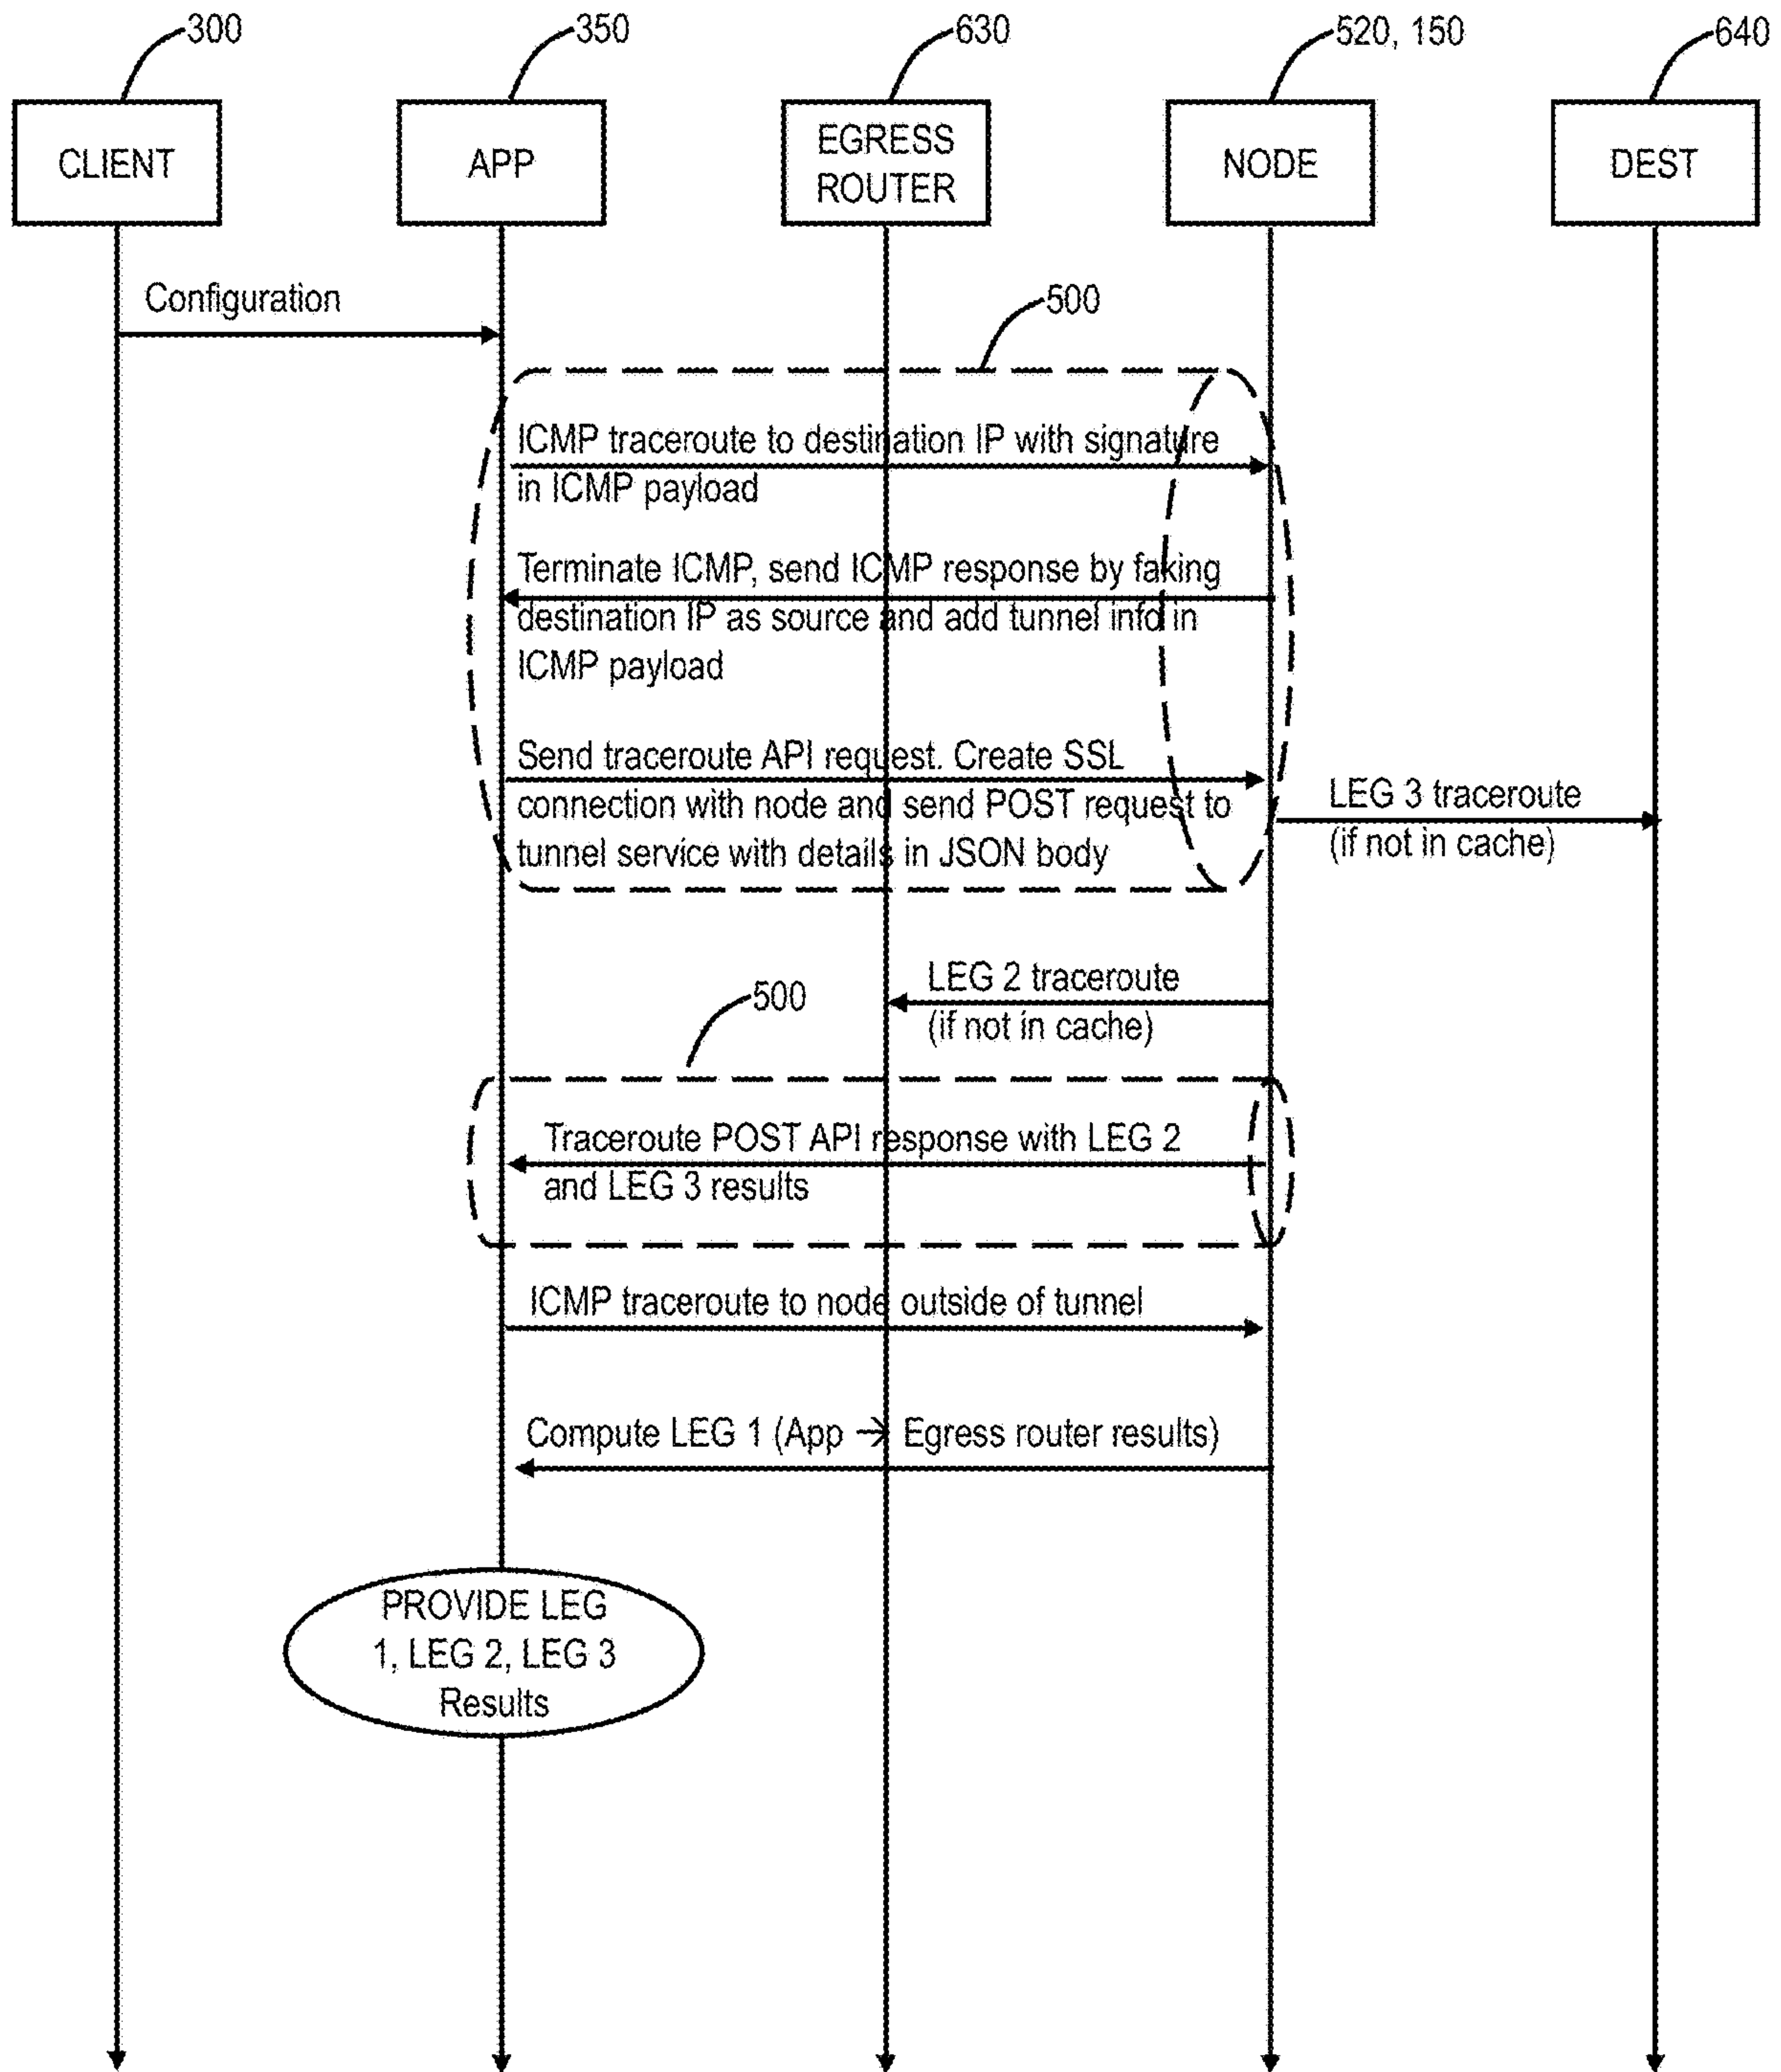 300
350
630
520, 150
640
CLIENT
APP
EGRESS
ROUTER
NODE
DEST
Configuration
500
ICMP traceroute to destination IP with signature
in ICMP payload
Terminate ICMP, send ICMP response by faking
destination IP as source and add tunnel info in
ICMP payload
Send traceroute API request. Create SSL
connection with node and send POST request to
tunnel service with details in JSON body
LEG 3 traceroute
(if not in cache)
LEG 2 traceroute
(if not in cache)
500
Traceroute POST API response with LEG 2
and LEG 3 results
ICMP traceroute to node outside of tunnel
Compute LEG 1 (App → Egress router results)
PROVIDE LEG
1, LEG 2, LEG 3
Results